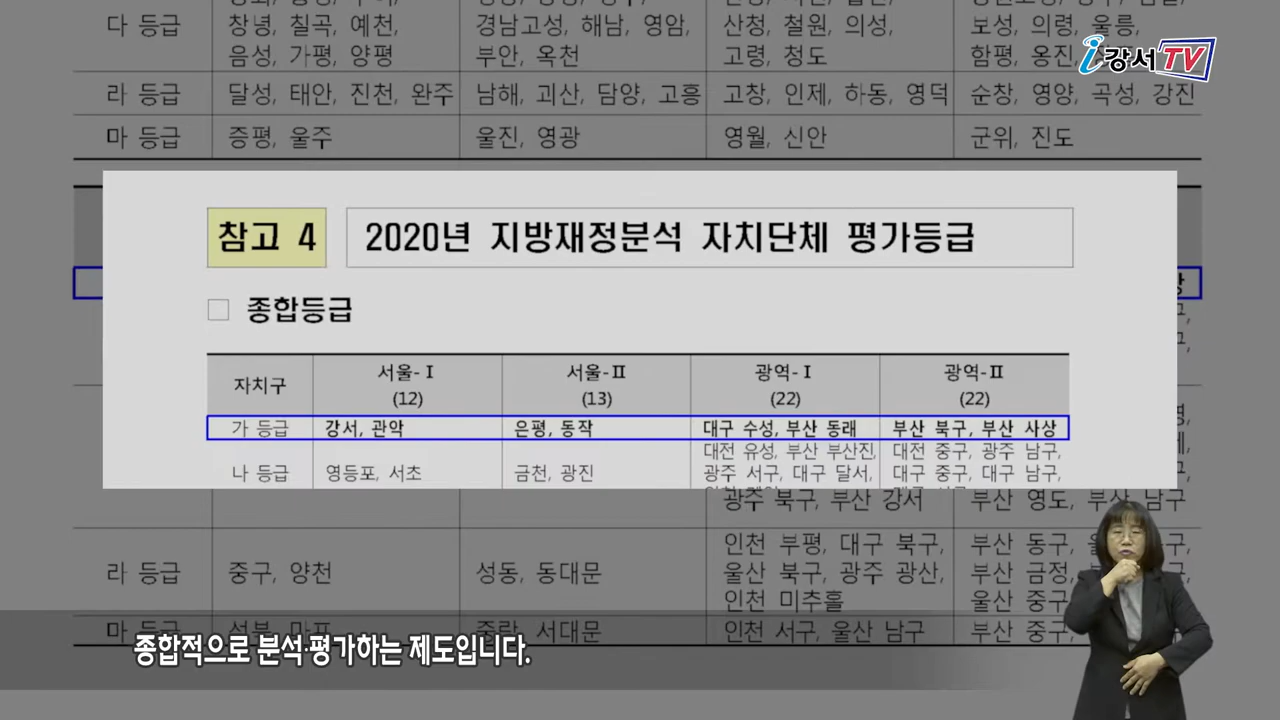 다 등급 창녕, 칠곡, 예천, 경남고성, 해남, 영암, 산청, 철원, 의성, 보성, 의령, 울릉,
음성, 가평, 양평 부안, 옥천 고령, 청도 함평, 옹진,
i강서TV
라 등급 달성, 태안, 진천, 완주 남해, 괴산, 담양, 고흥 고창, 인제, 하동, 영덕 순창, 영양, 곡성, 강진
마 등급 증평, 울주 울진, 영광 영월, 신안 군위, 진도
참고 4 2020년 지방재정분석 자치단체 평가등급
□ 종합등급
자치구 서울-Ⅰ 서울-Ⅱ 광역-Ⅰ 광역-Ⅱ
(12) (13) (22) (22)
가 등급 강서, 관악 은평, 동작 대구 수성, 부산 동래 부산 북구, 부산 사상
대전 유성, 부산 부산진, 대전 중구, 광주 남구,
나 등급 영등포, 서초 금천, 광진 광주 서구, 대구 달서, 대구 중구, 대구 남구,
광주 북구, 부산 강서 부산 영도, 부산 남구
인천 부평, 대구 북구, 부산 동구,
라 등급 중구, 양천 성동, 동대문 울산 북구, 광주 광산, 부산 금정,
인천 미추홀 울산 중구
마 등급 성북, 마포 중랑, 서대문 인천 서구, 울산 남구 부산 중구,
종합적으로 분석·평가하는 제도입니다.